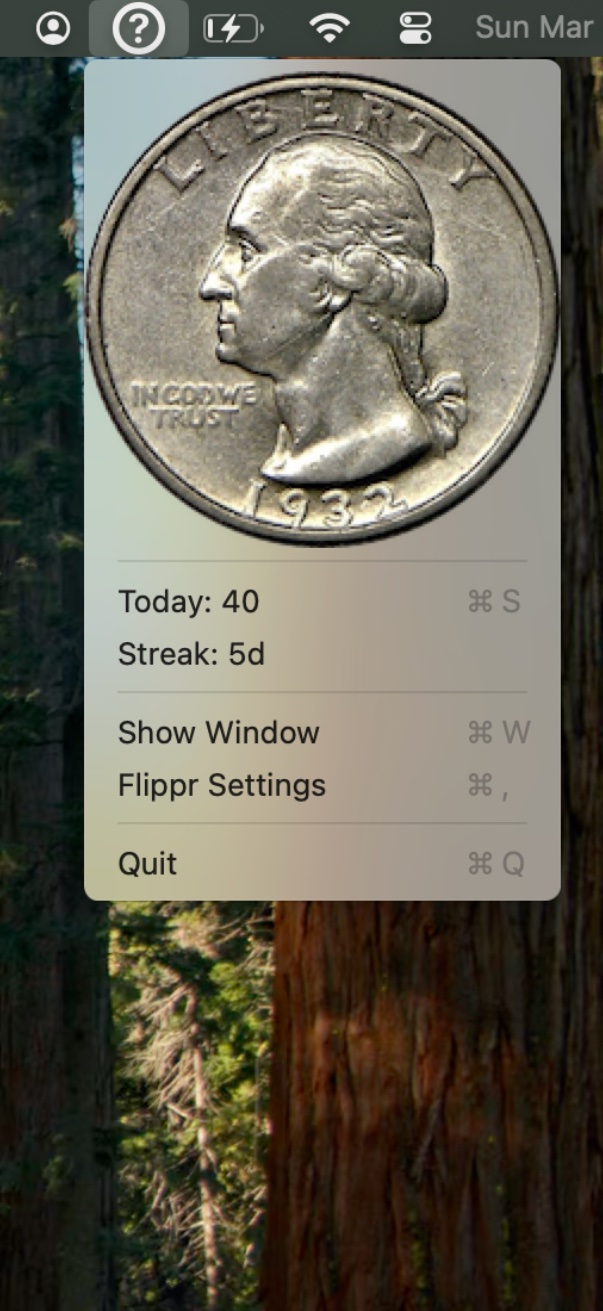 Sun Mar
LIBERTY
IN GOD WE
TRUST
1932
Today: 40 ⌘ S
Streak: 5d
Show Window ⌘ W
Flippr Settings ⌘ ,
Quit ⌘ Q